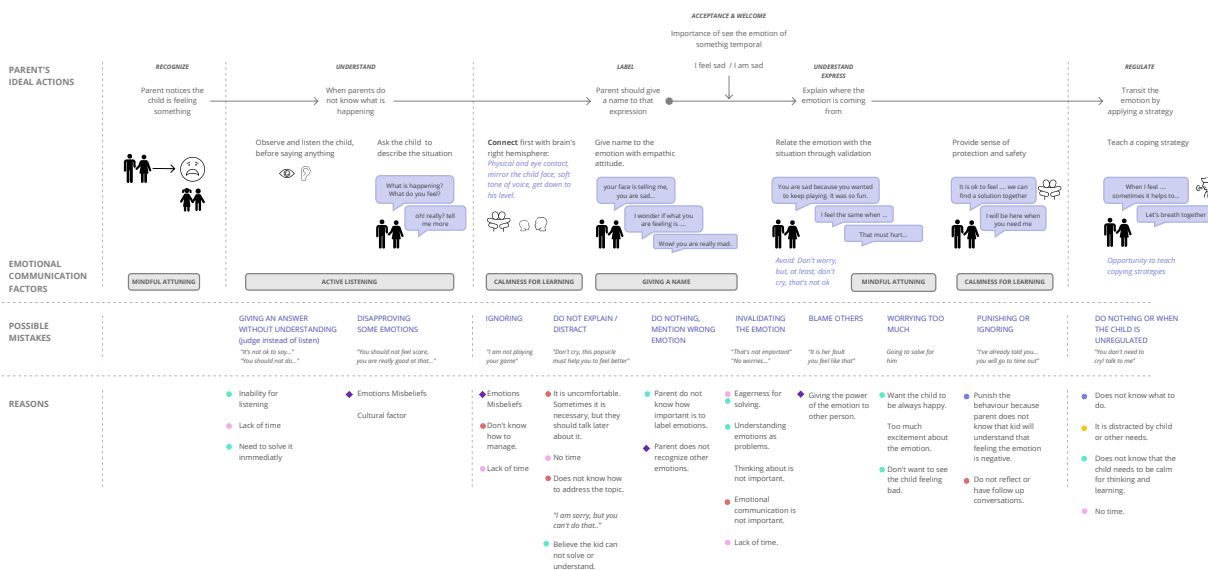 ACCEPTANCE & WELCOME
Importance of see the emotion of
somethig temporal
I feel sad / I am sad
PARENT'S
IDEAL ACTIONS
RECOGNIZE
Parent notices the
child is feeling
something
UNDERSTAND
When parents do
not know what is
happening
LABEL
Parent should give
a name to that
expression
UNDERSTAND
EXPRESS
Explain where the
emotion is coming
from
REGULATE
Transit the
emotion by
applying a strategy
Observe and listen the child,
before saying anything
Ask the child to
describe the situation
What is happening?
What do you feel?
oh! really? tell
me more
Connect first with brain's
right hemisphere:
Physical and eye contact,
mirror the child face, soft
tone of voice, get down to
his level.
Give name to the
emotion with empathic
attitude.
your face is telling me,
you are sad...
I wonder if what you
are feeling is ....
Wow! you are really mad.
Relate the emotion with the
situation through validation
You are sad because you wanted
to keep playing. It was so fun.
I feel the same when ...
That must hurt...
Avoid: Don't worry,
but, at least, don't
cry, that's not ok
Provide sense of
protection and safety
It is ok to feel .... we can
find a solution together
I will be here when
you need me
Teach a coping strategy
When I feel ....
sometimes it helps to...
Let's breath together
Opportunity to teach
copying strategies
EMOTIONAL
COMMUNICATION
FACTORS
MINDFUL ATTUNING
ACTIVE LISTENING
CALMNESS FOR LEARNING
GIVING A NAME
MINDFUL ATTUNING
CALMNESS FOR LEARNING
POSSIBLE
MISTAKES
GIVING AN ANSWER
WITHOUT UNDERSTANDING
(judge instead of listen)
"It's not ok to say..."
"You should not do..."
DISAPPROVING
SOME EMOTIONS
"You should not feel scare,
you are really good at that..."
IGNORING
"I am not playing
your game"
DO NOT EXPLAIN /
DISTRACT
"Don't cry, this popsicle
must help you to feel better"
DO NOTHING,
MENTION WRONG
EMOTION
INVALIDATING
THE EMOTION
"That's not important"
"No worries..."
BLAME OTHERS
"It is her fault
you feel like that"
WORRYING TOO
MUCH
Going to solve for
him
PUNISHING OR
IGNORING
"I've already told you...
you will go to time out"
DO NOTHING OR WHEN
THE CHILD IS
UNREGULATED
"You don't need to
cry! talk to me"
REASONS
Inability for
listening
Lack of time
Need to solve it
inmmediatly
Emotions Misbeliefs
Cultural factor
Emotions
Misbeliefs
Don't know
how to
manage.
Lack of time
It is uncomfortable.
Sometimes it is
necessary, but they
should talk later
about it.
No time
Does not know how
to address the topic.
"I am sorry, but you
can't do that.."
Believe the kid can
not solve or
understand.
Parent do not
know how
important is to
label emotions.
Parent does not
recognize other
emotions.
Eagerness for
solving.
Understanding
emotions as
problems.
Thinking about is
not important.
Emotional
communication is
not important.
Lack of time.
Giving the power
of the emotion to
other person.
Want the child to
be always happy.
Too much
excitement about
the emotion.
Don't want to see
the child feeling
bad.
Punish the
behaviour because
parent does not
know that kid will
understand that
feeling the emotion
is negative.
Do not reflect or
have follow up
conversations.
Does not know what to
do.
It is distracted by child
or other needs.
Does not know that the
child needs to be calm
for thinking and
learning.
No time.